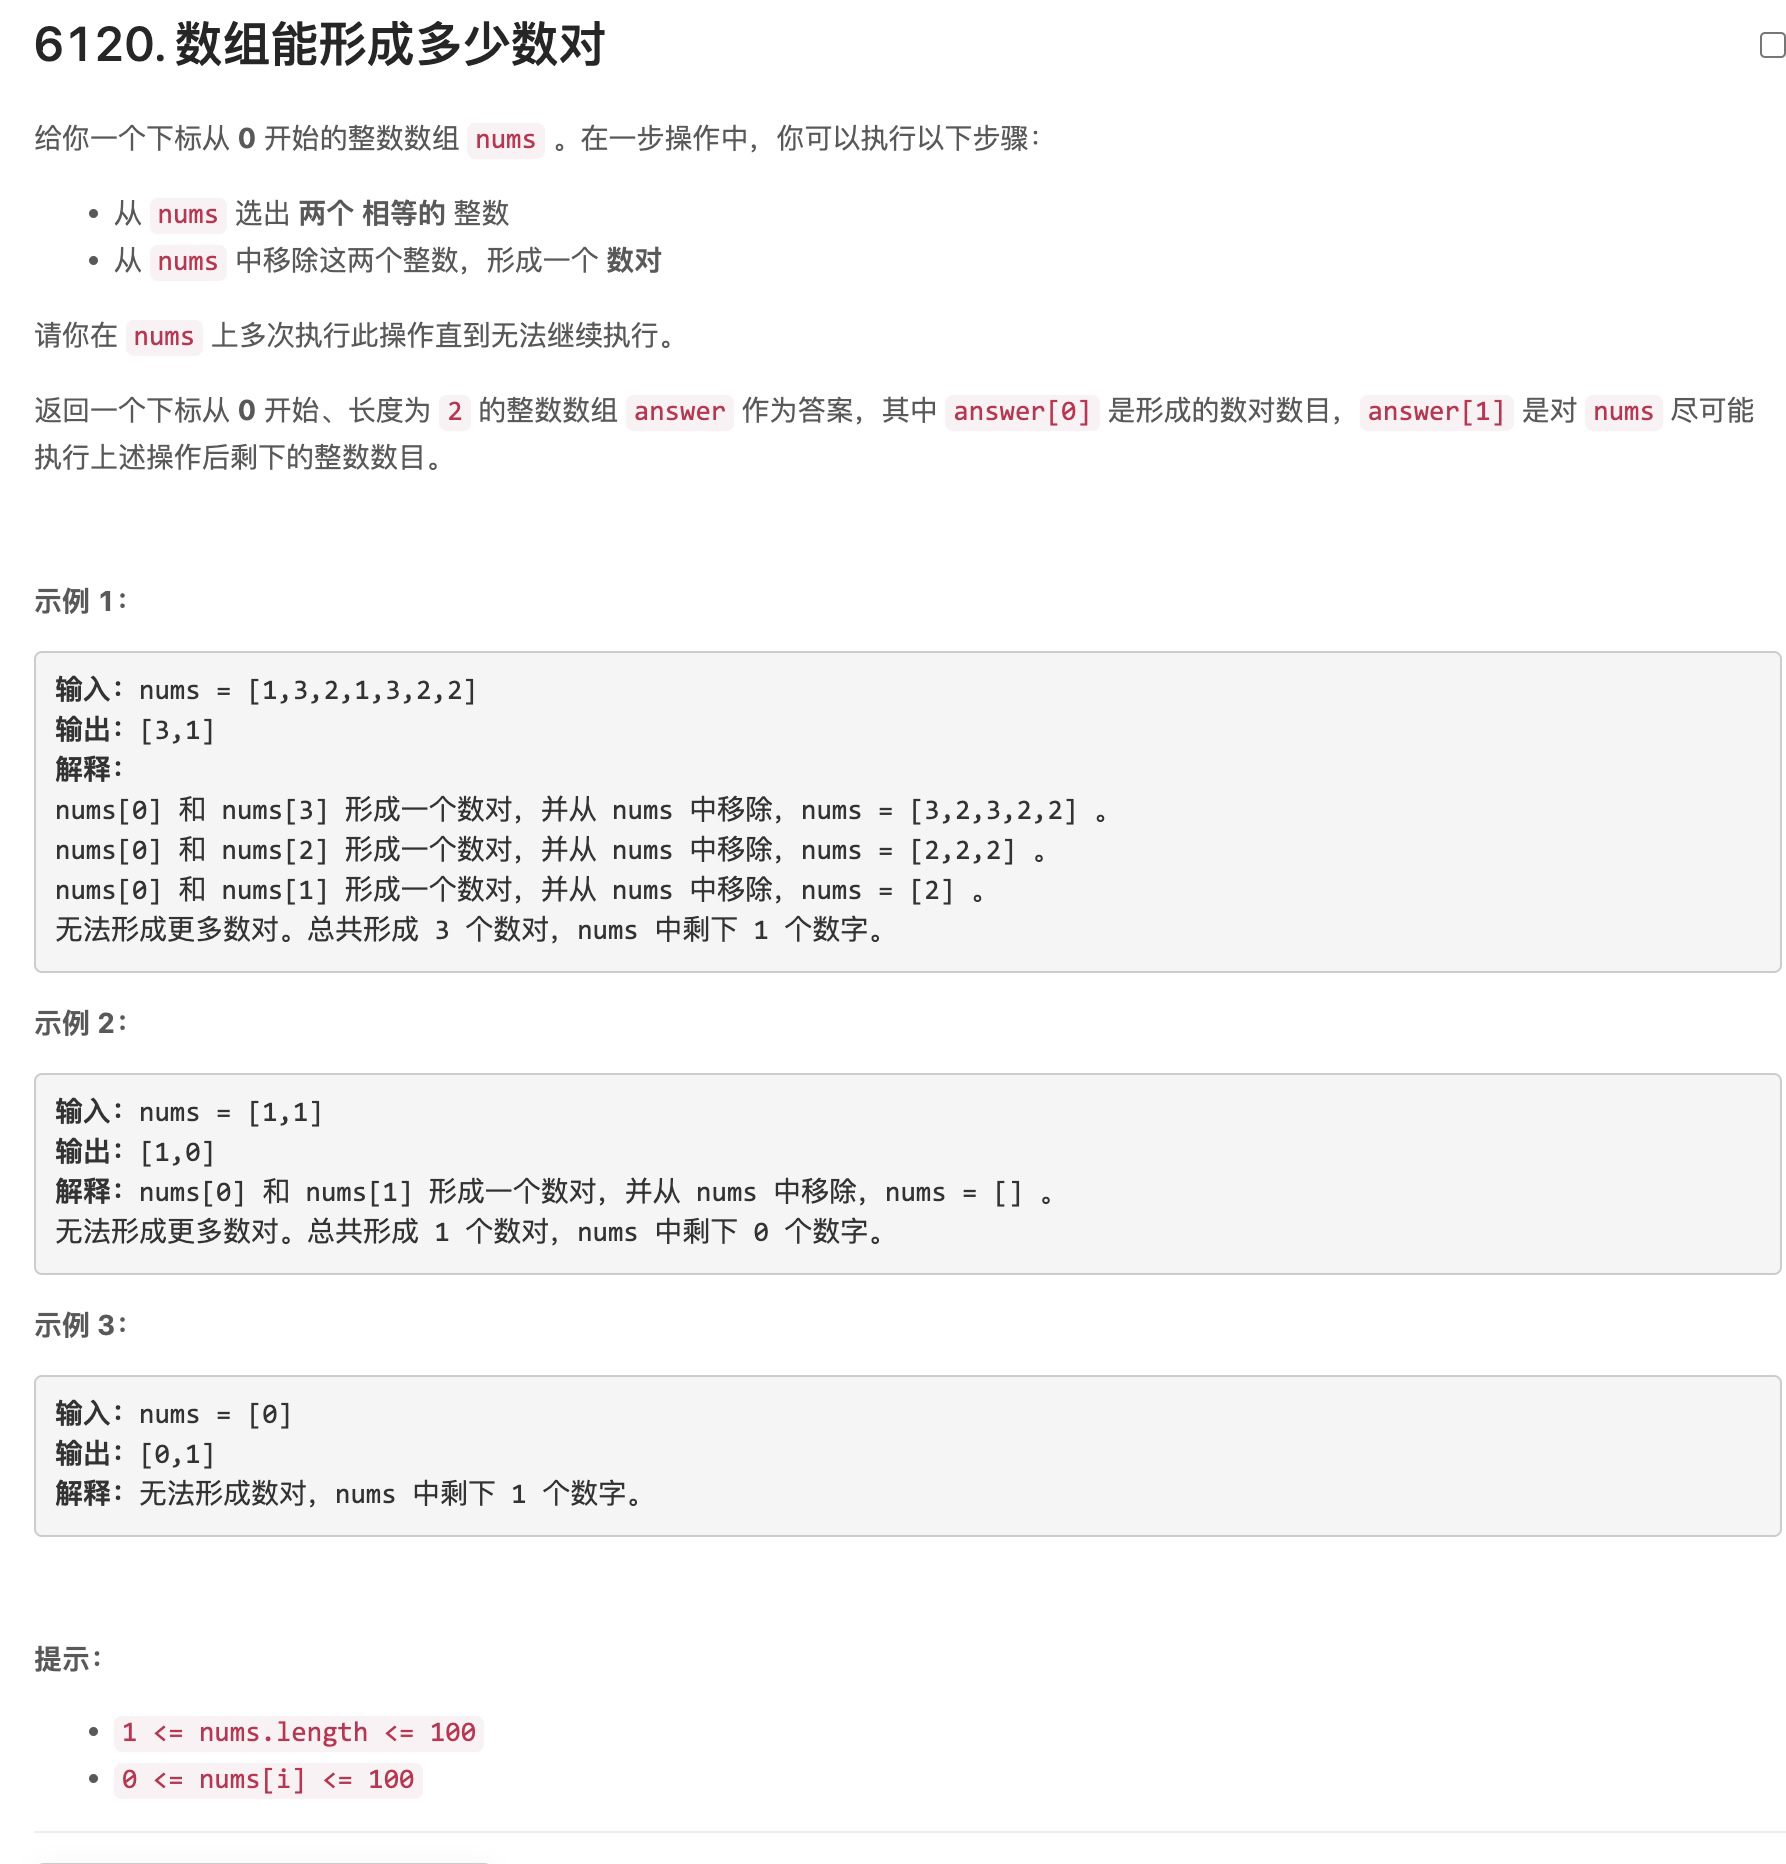 6120. 数组能形成多少数对
给你一个下标从 0 开始的整数数组 nums 。在一步操作中，你可以执行以下步骤：
• 从 nums 选出 两个 相等的 整数
• 从 nums 中移除这两个整数，形成一个 数对
请你在 nums 上多次执行此操作直到无法继续执行。
返回一个下标从 0 开始、长度为 2 的整数数组 answer 作为答案，其中 answer[0] 是形成的数对数目，answer[1] 是对 nums 尽可能
执行上述操作后剩下的整数数目。
示例 1：
输入：nums = [1,3,2,1,3,2,2]
输出：[3,1]
解释：
nums[0] 和 nums[3] 形成一个数对，并从 nums 中移除，nums = [3,2,3,2,2] 。
nums[0] 和 nums[2] 形成一个数对，并从 nums 中移除，nums = [2,2,2] 。
nums[0] 和 nums[1] 形成一个数对，并从 nums 中移除，nums = [2] 。
无法形成更多数对。总共形成 3 个数对，nums 中剩下 1 个数字。
示例 2：
输入：nums = [1,1]
输出：[1,0]
解释：nums[0] 和 nums[1] 形成一个数对，并从 nums 中移除，nums = [] 。
无法形成更多数对。总共形成 1 个数对，nums 中剩下 0 个数字。
示例 3：
输入：nums = [0]
输出：[0,1]
解释：无法形成数对，nums 中剩下 1 个数字。
提示：
• 1 <= nums.length <= 100
• 0 <= nums[i] <= 100